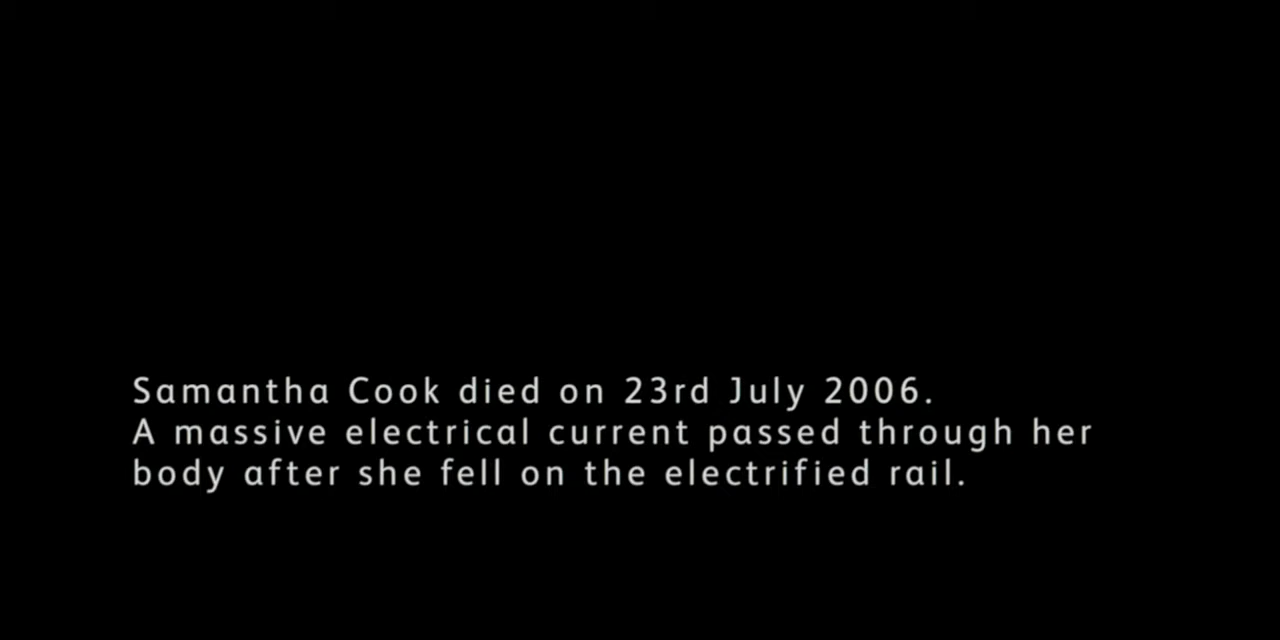 Samantha Cook died on 23rd July 2006.
A massive electrical current passed through her
body after she fell on the electrified rail.